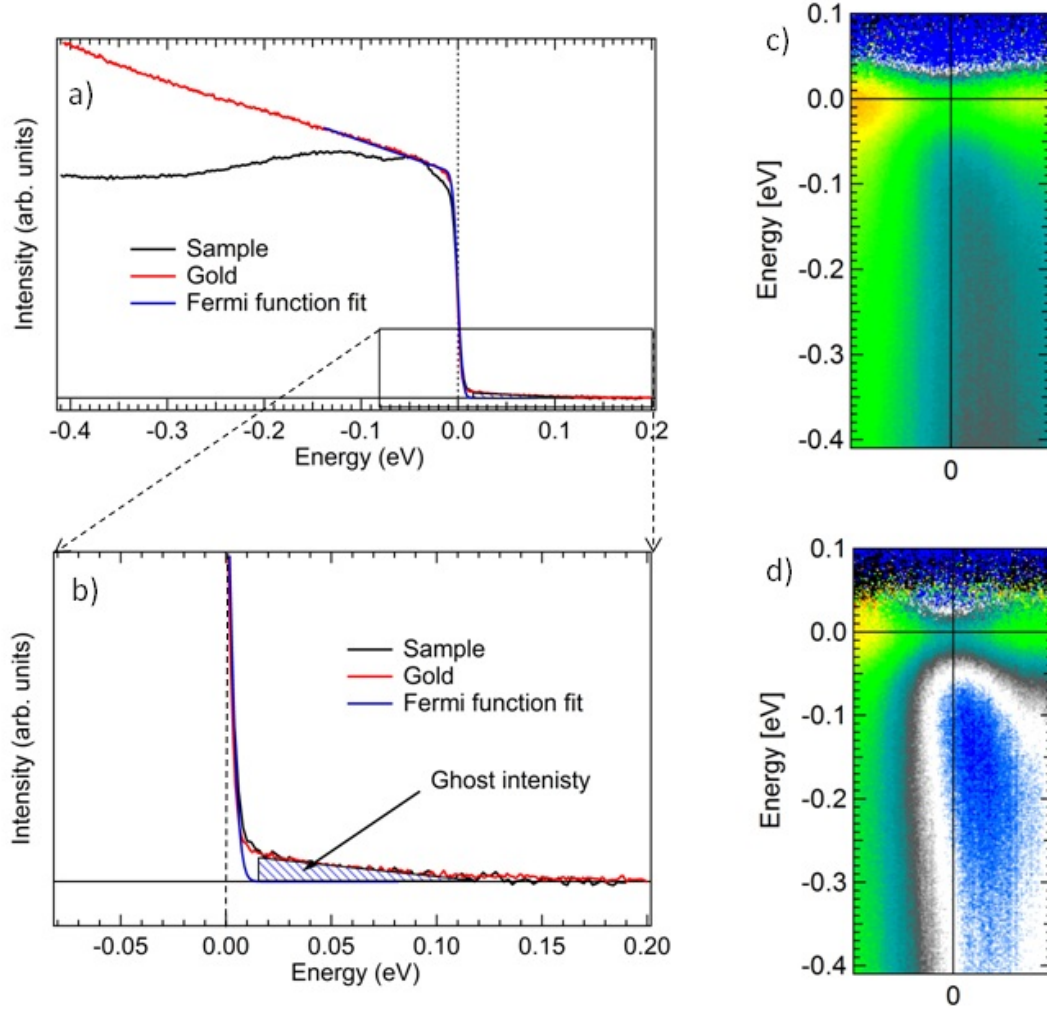 a)
Intensity (arb. units)
Sample
Gold
Fermi function fit
-0.4 -0.3 -0.2 -0.1 0.0 0.1 0.2
Energy (eV)
b)
Intensity (arb. units)
Sample
Gold
Fermi function fit
Ghost intenisty
-0.05 0.00 0.05 0.10 0.15 0.20
Energy (eV)
c)
Energy [eV]
0.1
0.0
-0.1
-0.2
-0.3
-0.4
0
d)
Energy [eV]
0.1
0.0
-0.1
-0.2
-0.3
-0.4
0